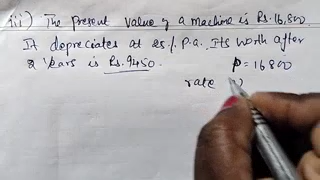 iii) The present value of a machine is Rs.16,800.
It depreciates at 25%. P.a. Its worth after
2 Years is Rs.9450.
P = 16800
rate